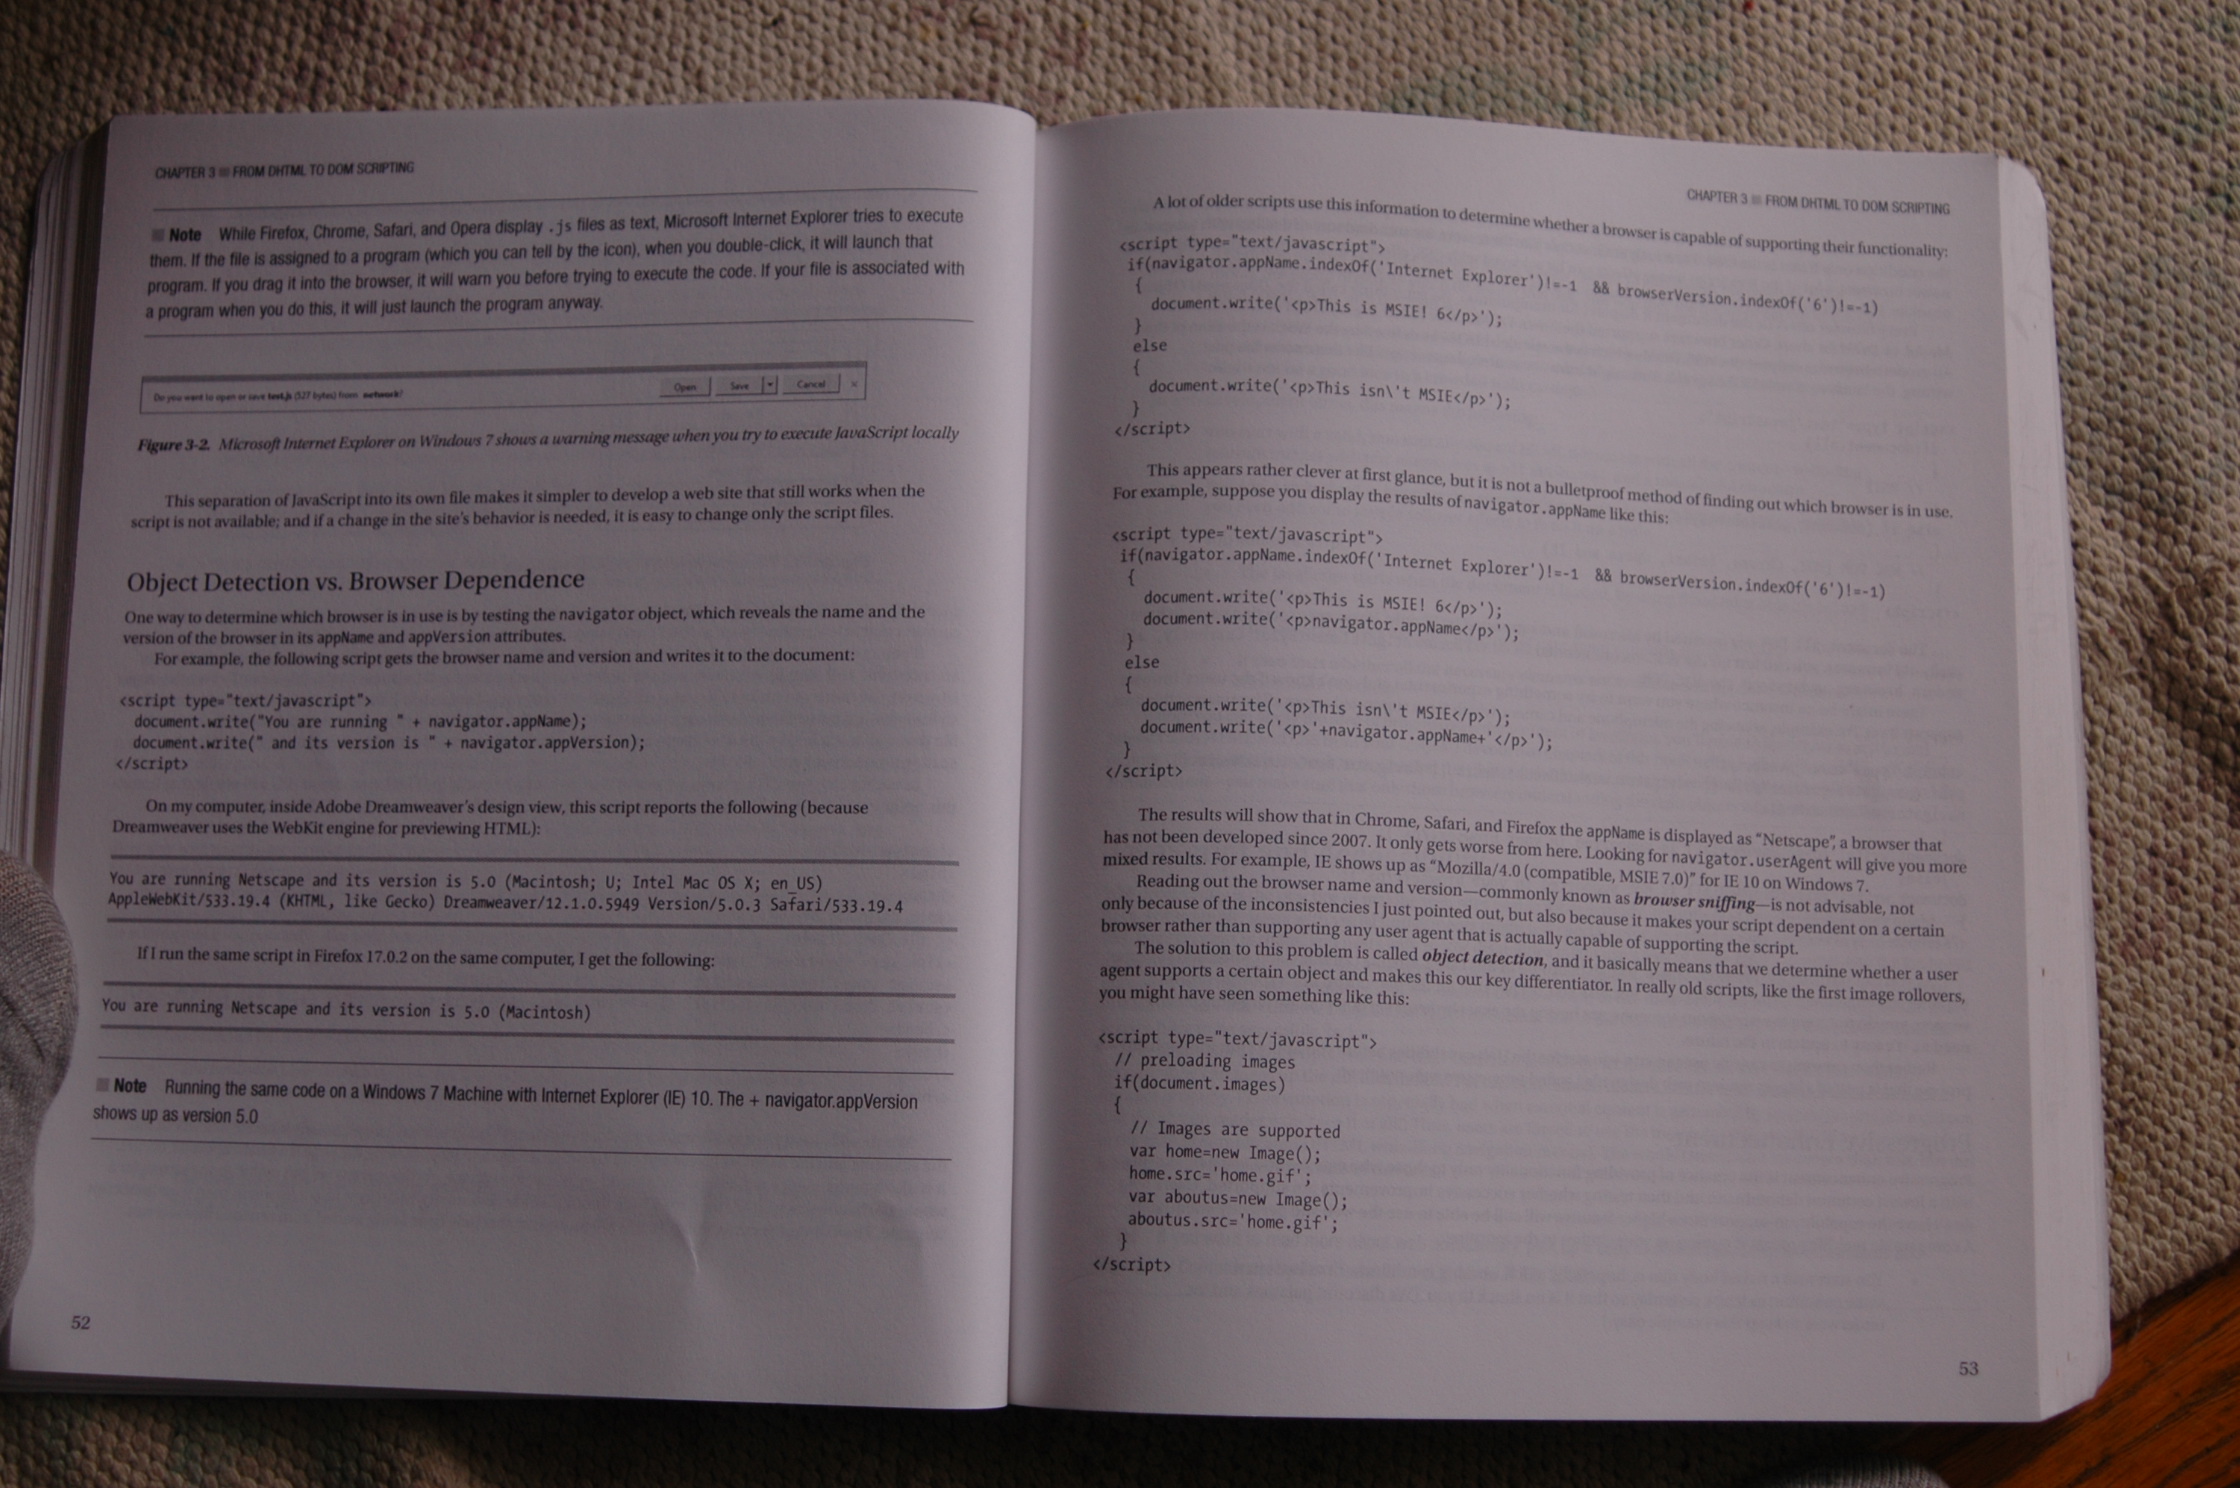 CHAPTER 3 ■ FROM DHTML TO DOM SCRIPTING
■ Note While Firefox, Chrome, Safari, and Opera display .js files as text, Microsoft Internet Explorer tries to execute
them. If the file is assigned to a program (which you can tell by the icon), when you double-click, it will launch that
program. If you drag it into the browser, it will warn you before trying to execute the code. If your file is associated with
a program when you do this, it will just launch the program anyway.
Do you want to open or save test.js (527 bytes) from network?
Open Save Cancel ×
Figure 3-2. Microsoft Internet Explorer on Windows 7 shows a warning message when you try to execute JavaScript locally
This separation of JavaScript into its own file makes it simpler to develop a web site that still works when the
script is not available; and if a change in the site's behavior is needed, it is easy to change only the script files.
Object Detection vs. Browser Dependence
One way to determine which browser is in use is by testing the navigator object, which reveals the name and the
version of the browser in its appName and appVersion attributes.
For example, the following script gets the browser name and version and writes it to the document:
<script type="text/javascript">
document.write("You are running " + navigator.appName);
document.write(" and its version is " + navigator.appVersion);
</script>
On my computer, inside Adobe Dreamweaver's design view, this script reports the following (because
Dreamweaver uses the WebKit engine for previewing HTML):
You are running Netscape and its version is 5.0 (Macintosh; U; Intel Mac OS X; en_US)
AppleWebKit/533.19.4 (KHTML, like Gecko) Dreamweaver/12.1.0.5949 Version/5.0.3 Safari/533.19.4
If I run the same script in Firefox 17.0.2 on the same computer, I get the following:
You are running Netscape and its version is 5.0 (Macintosh)
■ Note Running the same code on a Windows 7 Machine with Internet Explorer (IE) 10. The + navigator.appVersion
shows up as version 5.0
52
CHAPTER 3 ■ FROM DHTML TO DOM SCRIPTING
A lot of older scripts use this information to determine whether a browser is capable of supporting their functionality:
<script type="text/javascript">
if(navigator.appName.indexOf('Internet Explorer')!=-1 && browserVersion.indexOf('6')!=-1)
{
document.write('<p>This is MSIE! 6</p>');
}
else
{
document.write('<p>This isn\'t MSIE</p>');
}
</script>
This appears rather clever at first glance, but it is not a bulletproof method of finding out which browser is in use.
For example, suppose you display the results of navigator.appName like this:
<script type="text/javascript">
if(navigator.appName.indexOf('Internet Explorer')!=-1 && browserVersion.indexOf('6')!=-1)
{
document.write('<p>This is MSIE! 6</p>');
document.write('<p>navigator.appName</p>');
}
else
{
document.write('<p>This isn\'t MSIE</p>');
document.write('<p>'+navigator.appName+'</p>');
}
</script>
The results will show that in Chrome, Safari, and Firefox the appName is displayed as "Netscape", a browser that
has not been developed since 2007. It only gets worse from here. Looking for navigator.userAgent will give you more
mixed results. For example, IE shows up as "Mozilla/4.0 (compatible, MSIE 7.0)" for IE 10 on Windows 7.
Reading out the browser name and version—commonly known as browser sniffing—is not advisable, not
only because of the inconsistencies I just pointed out, but also because it makes your script dependent on a certain
browser rather than supporting any user agent that is actually capable of supporting the script.
The solution to this problem is called object detection, and it basically means that we determine whether a user
agent supports a certain object and makes this our key differentiator. In really old scripts, like the first image rollovers,
you might have seen something like this:
<script type="text/javascript">
// preloading images
if(document.images)
{
// Images are supported
var home=new Image();
home.src='home.gif';
var aboutus=new Image();
aboutus.src='home.gif';
}
</script>
53